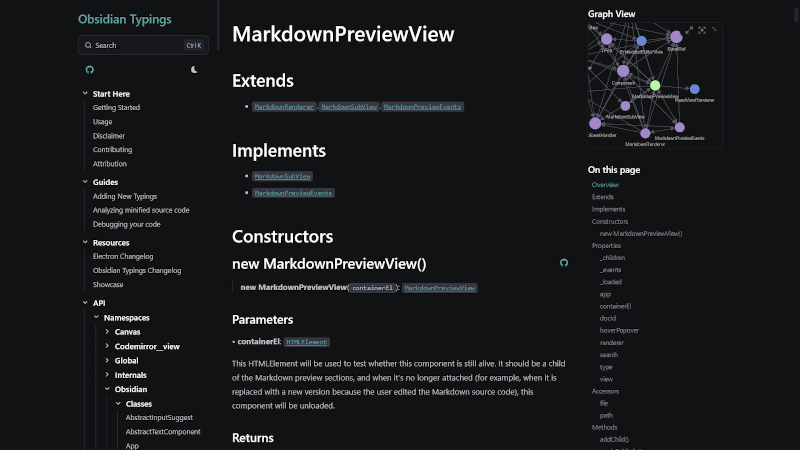 Obsidian Typings
Search
Ctrl K
Start Here
Getting Started
Usage
Disclaimer
Contributing
Attribution
Guides
Adding New Typings
Analyzing minified source code
Debugging your code
Resources
Electron Changelog
Obsidian Typings Changelog
Showcase
API
Namespaces
Canvas
Codemirror__view
Global
Internals
Obsidian
Classes
AbstractInputSuggest
AbstractTextComponent
App
MarkdownPreviewView
Extends
• MarkdownRenderer.MarkdownSubView.MarkdownPreviewEvents
Implements
• MarkdownSubView
• MarkdownPreviewEvents
Constructors
new MarkdownPreviewView()
new MarkdownPreviewView(containerEl): MarkdownPreviewView
Parameters
• containerEl: HTMLElement
This HTMLElement will be used to test whether this component is still alive. It should be a child
of the Markdown preview sections, and when it's no longer attached (for example, when it is
replaced with a new version because the user edited the Markdown source code), this
component will be unloaded.
Returns
Graph View
EmbeddedEditorView
Component
MarkdownPreviewView
ReadViewRenderer
MarkdownSubView
EventHandler
MarkdownPreviewEvents
MarkdownRenderer
On this page
Overview
Extends
Implements
Constructors
new MarkdownPreviewView()
Properties
_children
_events
_loaded
app
containerEl
docId
hoverPopover
renderer
search
type
view
Accessors
file
path
Methods
addChild()